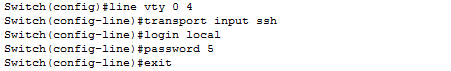 Switch(config)#line vty 0 4
Switch(config-line)#transport input ssh
Switch(config-line)#login local
Switch(config-line)#password 5
Switch(config-line)#exit